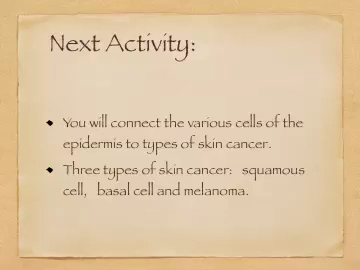 Next Activity:
You will connect the various cells of the
epidermis to types of skin cancer.
Three types of skin cancer: squamous
cell, basal cell and melanoma.